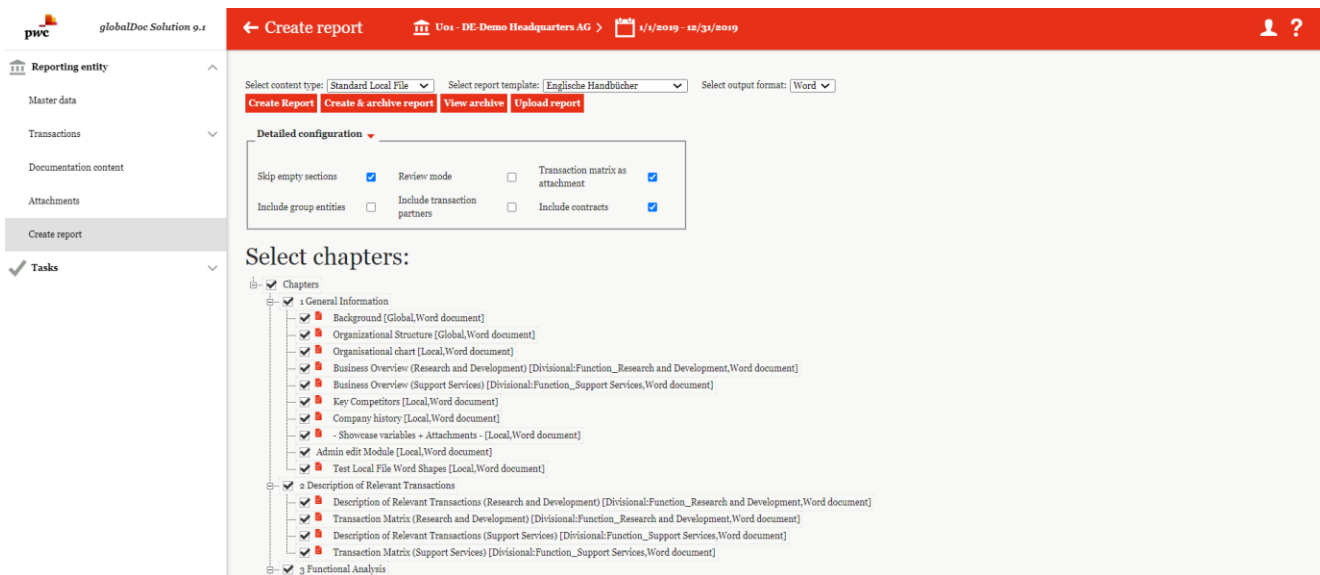 pwc
globalDoc Solution 9.1
Create report
U01 - DE-Demo Headquarters AG >
1/1/2019 - 12/31/2019
?
Reporting entity
Master data
Transactions
Documentation content
Attachments
Create report
Tasks
Select content type: Standard Local File
Select report template: Englische Handbücher
Select output format: Word
Create Report
Create & archive report
View archive
Upload report
Detailed configuration
Skip empty sections
Review mode
Transaction matrix as
attachment
Include group entities
Include transaction
partners
Include contracts
Select chapters:
Chapters
1 General Information
Background [Global,Word document]
Organizational Structure [Global,Word document]
Organisational chart [Local,Word document]
Business Overview (Research and Development) [Divisional:Function_Research and Development,Word document]
Business Overview (Support Services) [Divisional:Function_Support Services,Word document]
Key Competitors [Local,Word document]
Company history [Local,Word document]
- Showcase variables + Attachments - [Local,Word document]
Admin edit Module [Local,Word document]
Test Local File Word Shapes [Local,Word document]
2 Description of Relevant Transactions
Description of Relevant Transactions (Research and Development) [Divisional:Function_Research and Development,Word document]
Transaction Matrix (Research and Development) [Divisional:Function_Research and Development,Word document]
Description of Relevant Transactions (Support Services) [Divisional:Function_Support Services,Word document]
Transaction Matrix (Support Services) [Divisional:Function_Support Services,Word document]
3 Functional Analysis